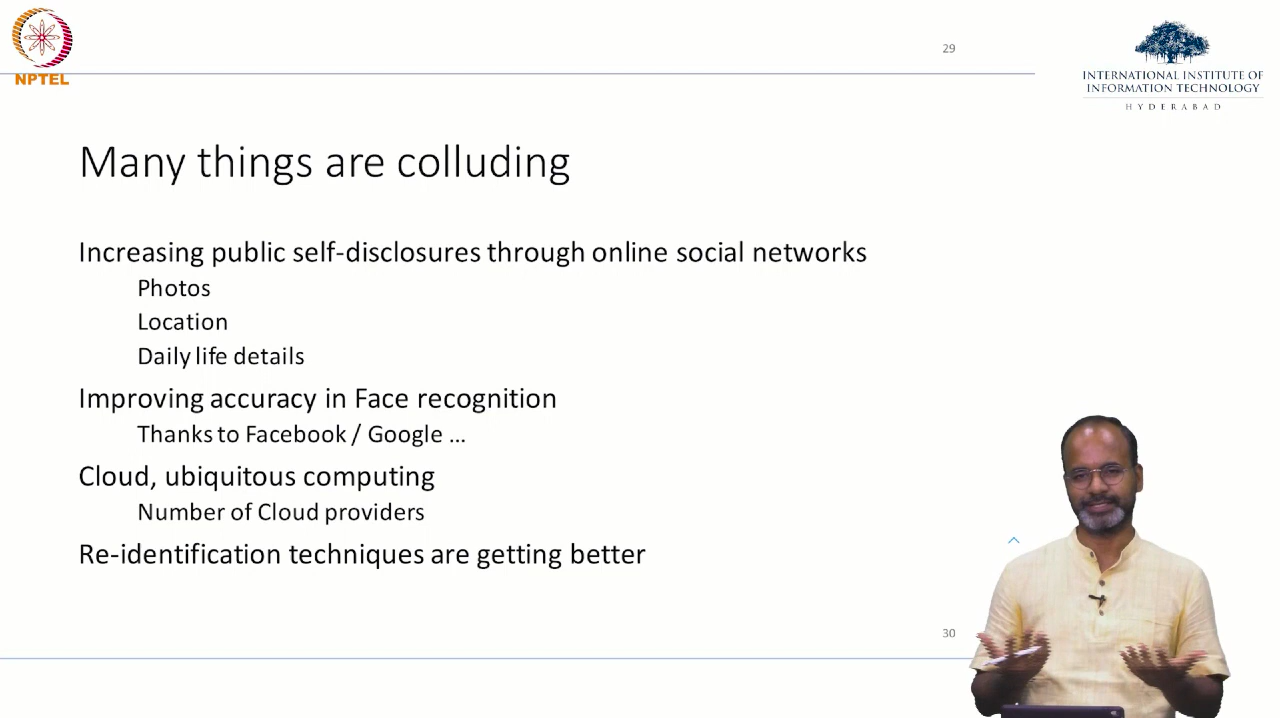 NPTEL
29
INTERNATIONAL INSTITUTE OF
INFORMATION TECHNOLOGY
HYDERABAD
Many things are colluding
Increasing public self-disclosures through online social networks
Photos
Location
Daily life details
Improving accuracy in Face recognition
Thanks to Facebook / Google ...
Cloud, ubiquitous computing
Number of Cloud providers
Re-identification techniques are getting better
30